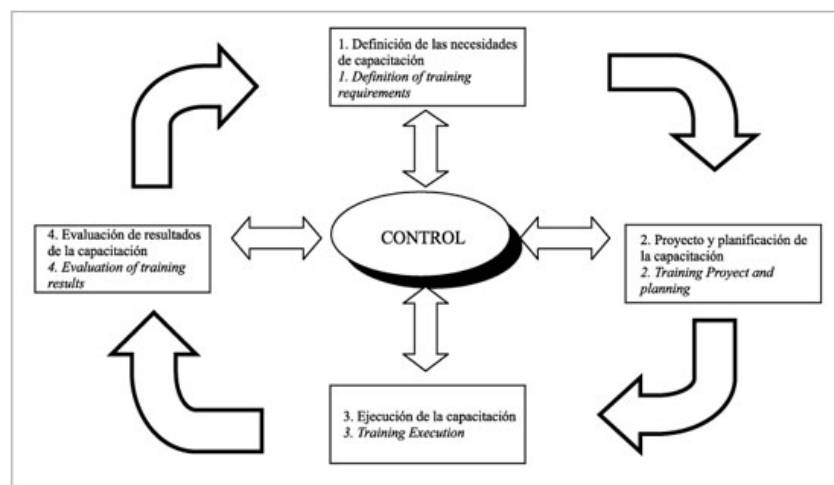 1. Definición de las necesidades
de capacitación
1. Definition of training
requirements
4. Evaluación de resultados
de la capacitación
4. Evaluation of training
results
CONTROL
2. Proyecto y planificación de
la capacitación
2. Training Proyect and
planning
3. Ejecución de la capacitación
3. Training Execution